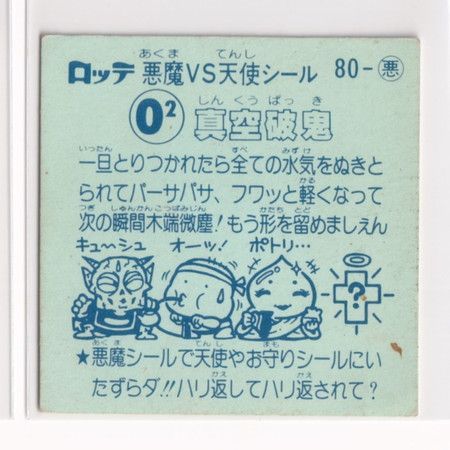 ロッテ 悪魔VS天使シール 80-悪
O² 真空破鬼
一旦とりつかれたら全ての水気をぬきと
られてパーサパサ、フワッと軽くなって
次の瞬間木端微塵!もう形を留めましぇん
キューシュ オーッ! ポトリ…
?
★悪魔シールで天使やお守りシールにい
たずらダ!!ハリ返してハリ返されて?